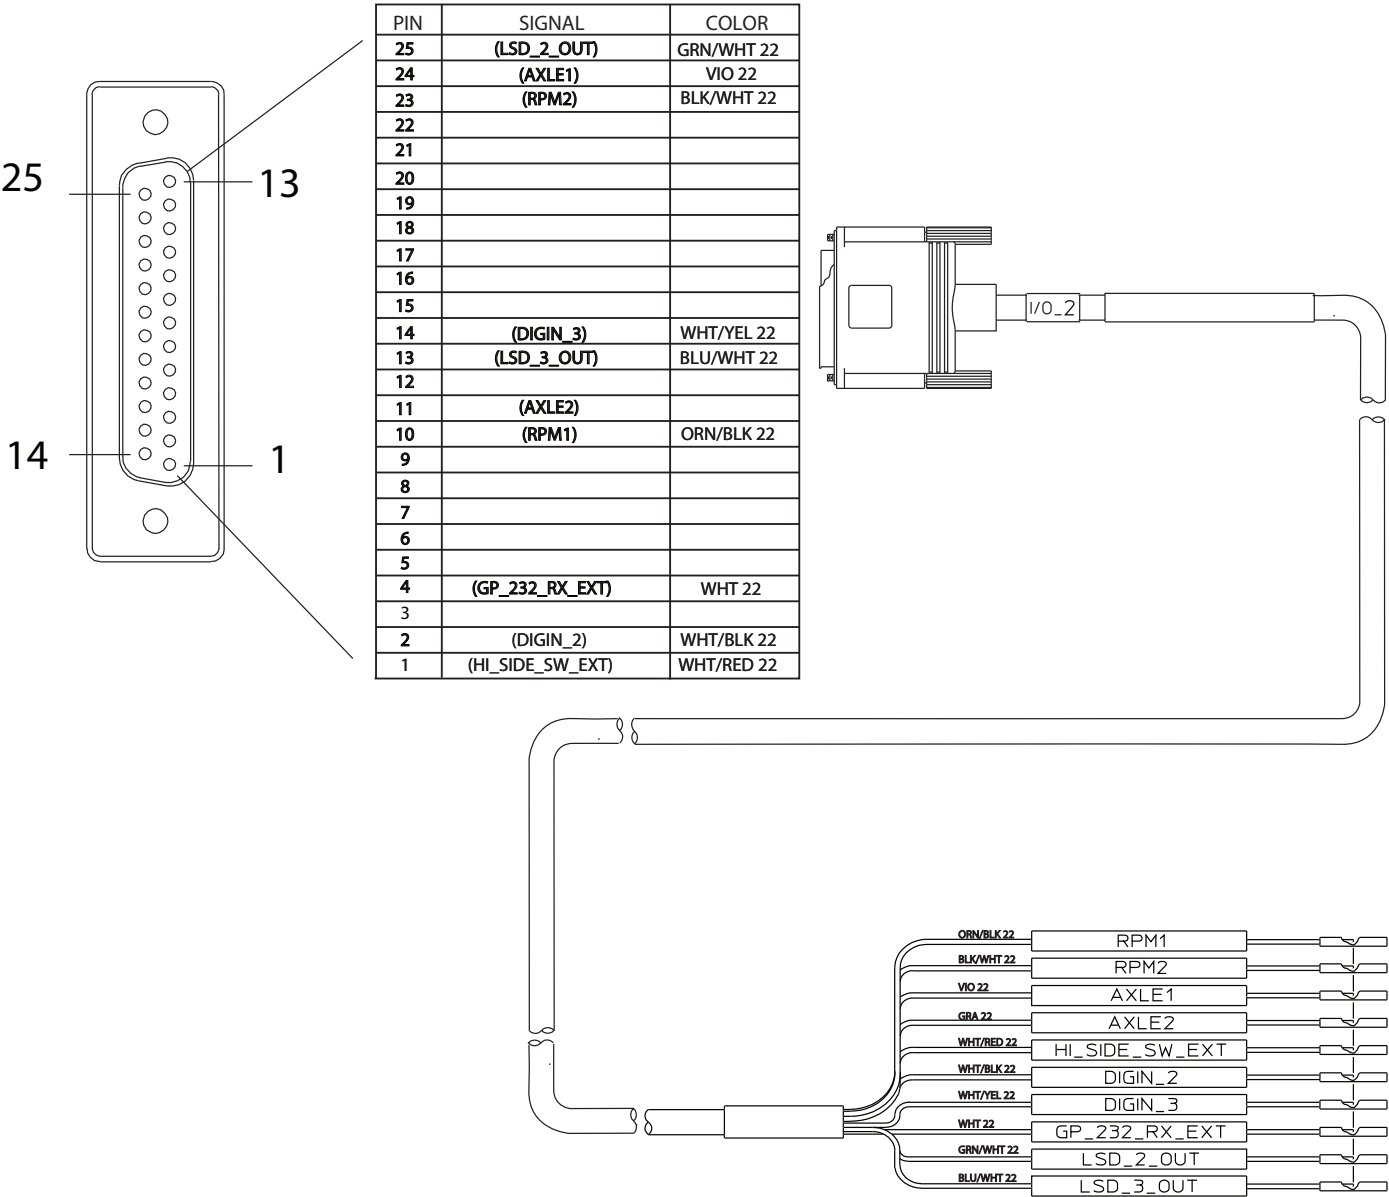 PIN SIGNAL COLOR
25 (LSD_2_OUT) GRN/WHT 22
24 (AXLE1) VIO 22
23 (RPM2) BLK/WHT 22
22
21
20
19
18
17
16
15
14 (DIGIN_3) WHT/YEL 22
13 (LSD_3_OUT) BLU/WHT 22
12
11 (AXLE2)
10 (RPM1) ORN/BLK 22
9
8
7
6
5
4 (GP_232_RX_EXT) WHT 22
3
2 (DIGIN_2) WHT/BLK 22
1 (HI_SIDE_SW_EXT) WHT/RED 22
25
13
14
1
I/O_2
ORN/BLK 22 RPM1
BLK/WHT 22 RPM2
VIO 22 AXLE1
GRA 22 AXLE2
WHT/RED 22 HI_SIDE_SW_EXT
WHT/BLK 22 DIGIN_2
WHT/YEL 22 DIGIN_3
WHT 22 GP_232_RX_EXT
GRN/WHT 22 LSD_2_OUT
BLU/WHT 22 LSD_3_OUT